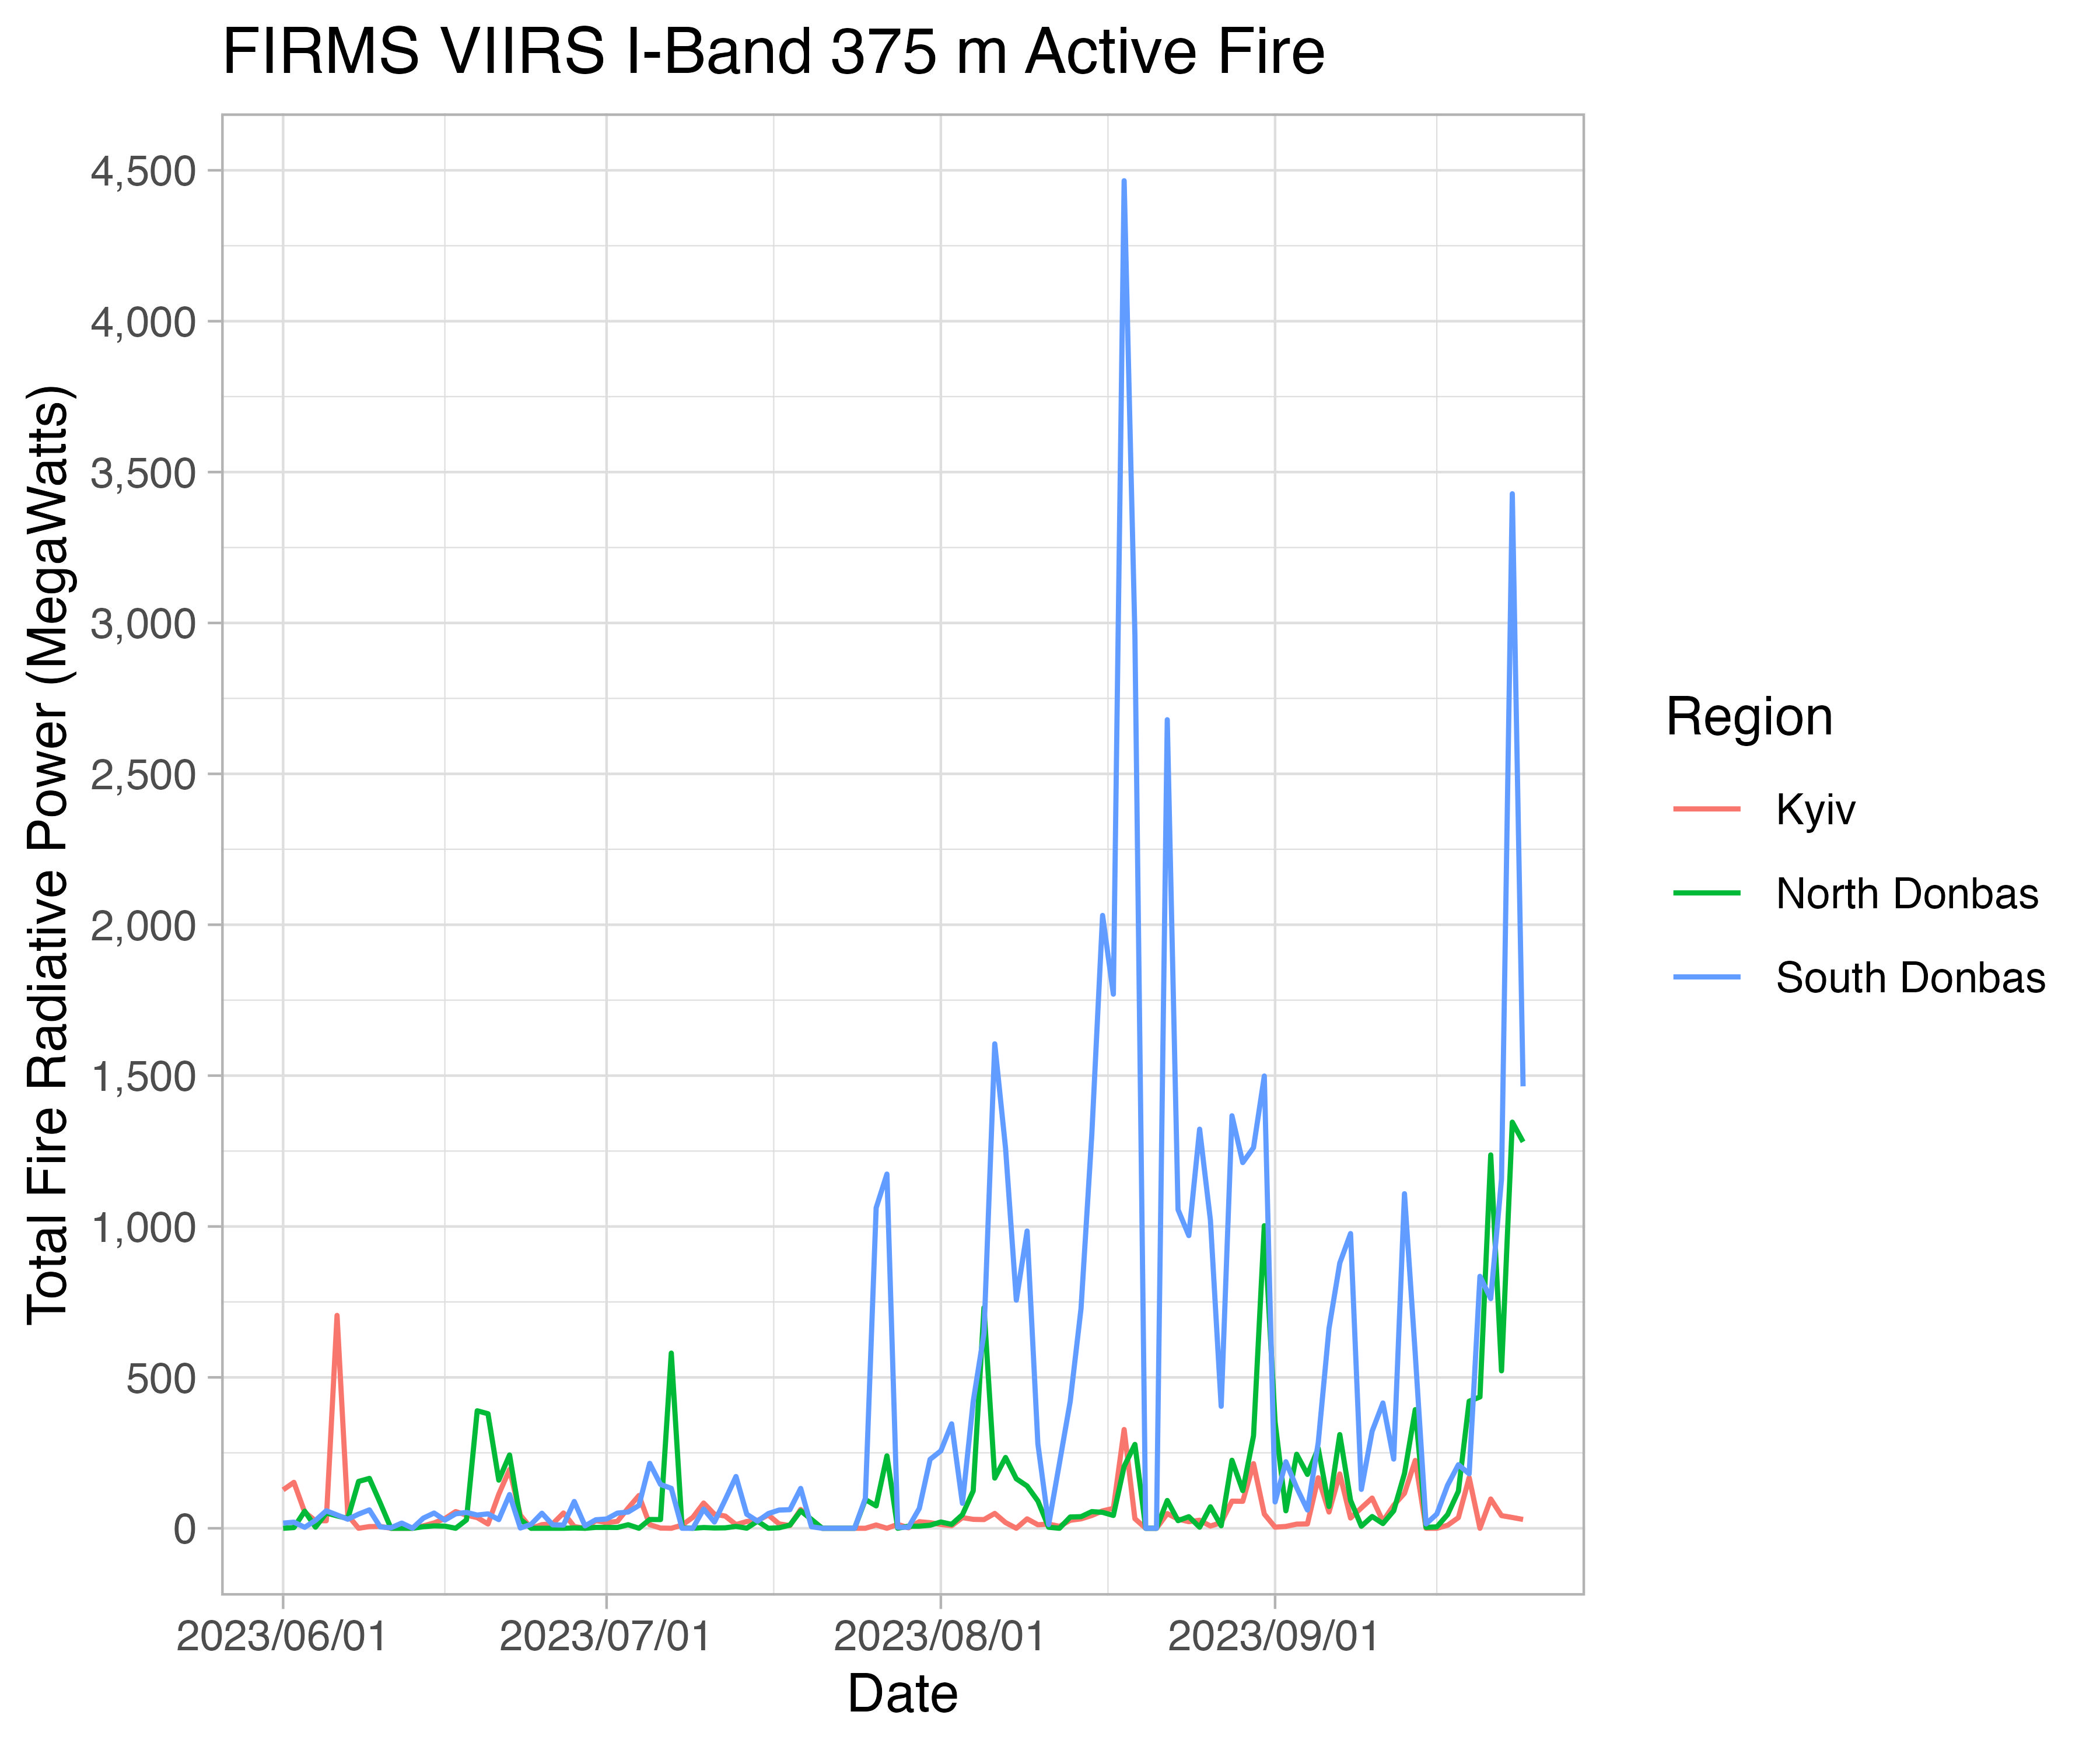 FIRMS VIIRS I-Band 375 m Active Fire
Total Fire Radiative Power (MegaWatts)
4,500
4,000
3,500
3,000
2,500
2,000
1,500
1,000
500
0
2023/06/01 2023/07/01 2023/08/01 2023/09/01
Date
Region
Kyiv
North Donbas
South Donbas